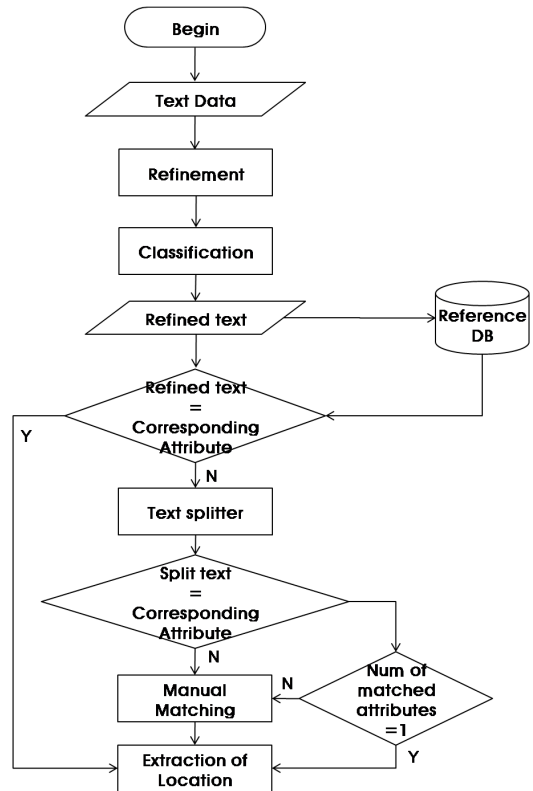 Begin
Text Data
Refinement
Classification
Refined text
Reference
DB
Refined text
=
Corresponding
Attribute
Y
N
Text splitter
Split text
=
Corresponding
Attribute
N
Num of
matched
attributes
=1
N
Manual
Matching
Y
Extraction of
Location